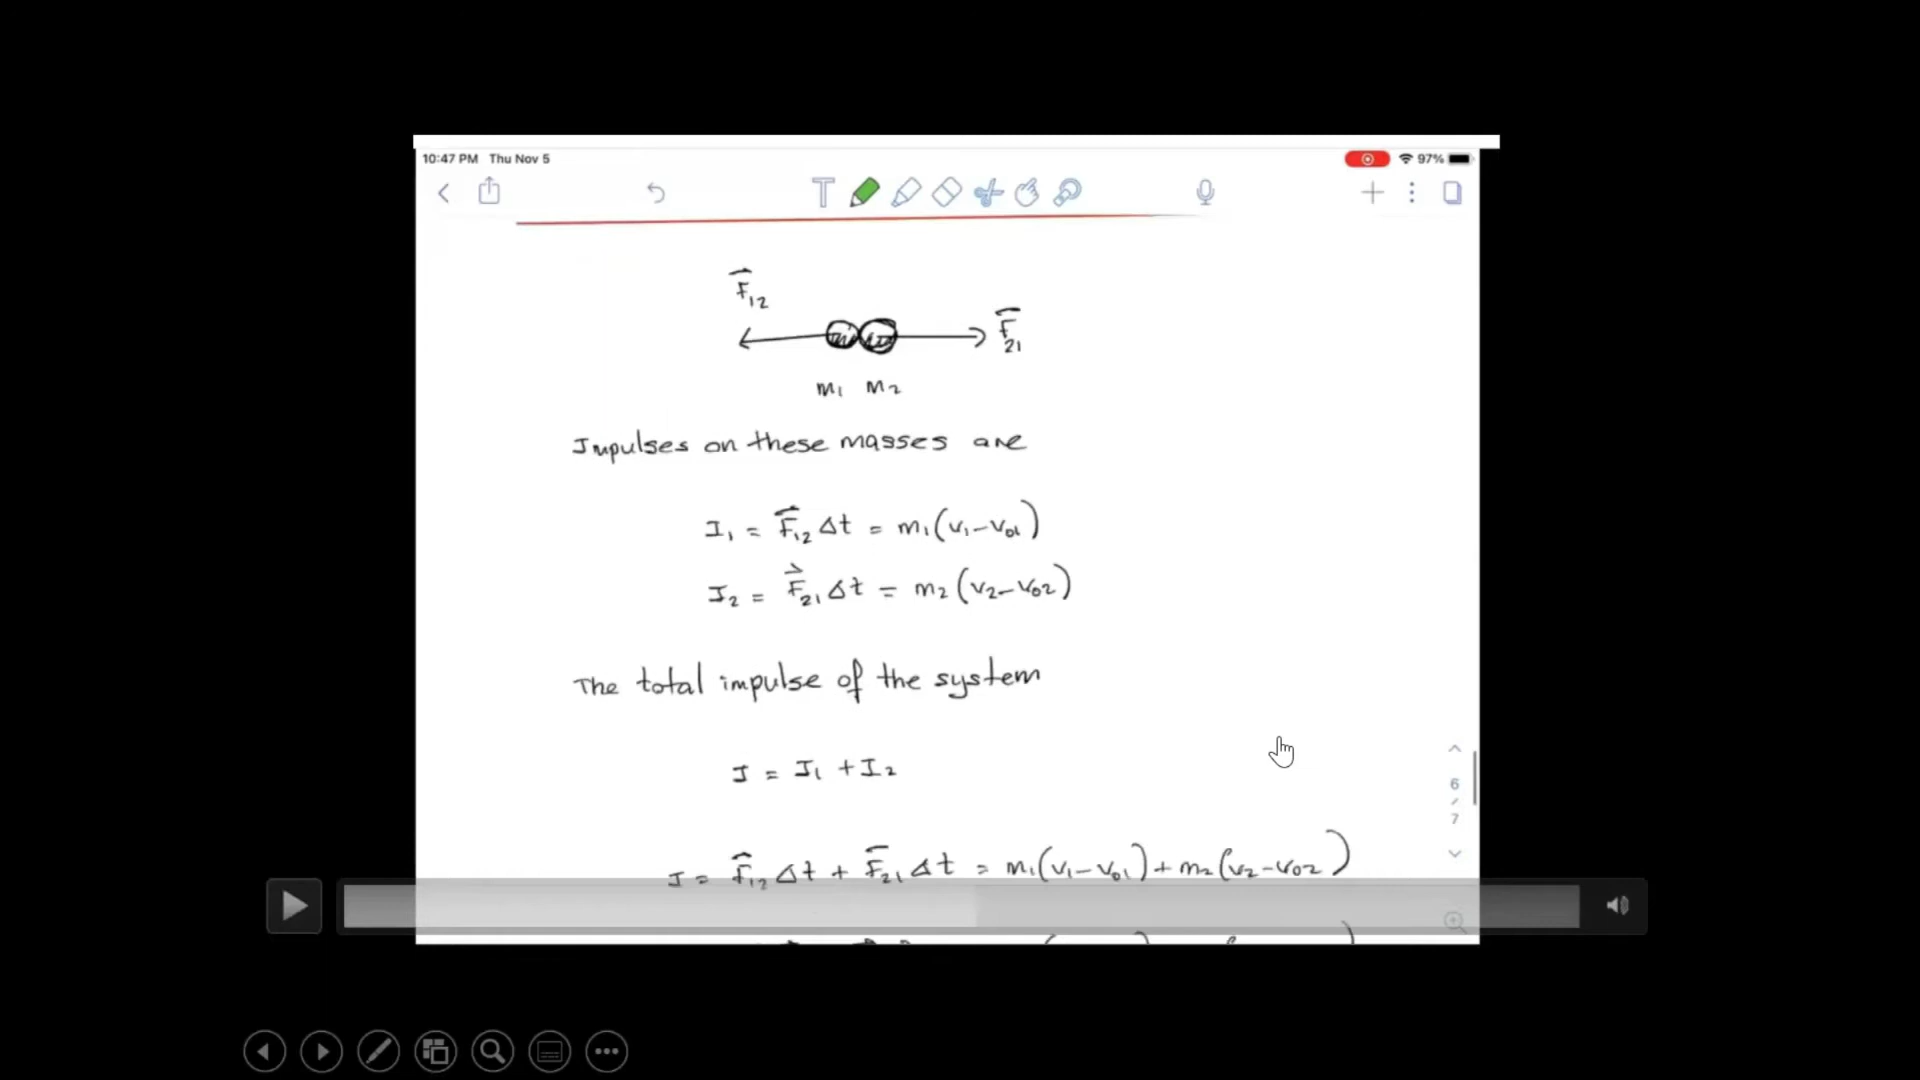 10:47 PM Thu Nov 5 97%
T
F₁₂
F₂₁
m₁ m₂
Impulses on these masses are
I₁ = F₁₂ Δt = m₁(v₁-v₀₁)
I₂ = F₂₁ Δt = m₂(v₂-v₀₂)
The total impulse of the system
I = I₁ + I₂
6
/
7
I = F₁₂ Δt + F₂₁ Δt = m₁(v₁-v₀₁) + m₂(v₂-v₀₂)